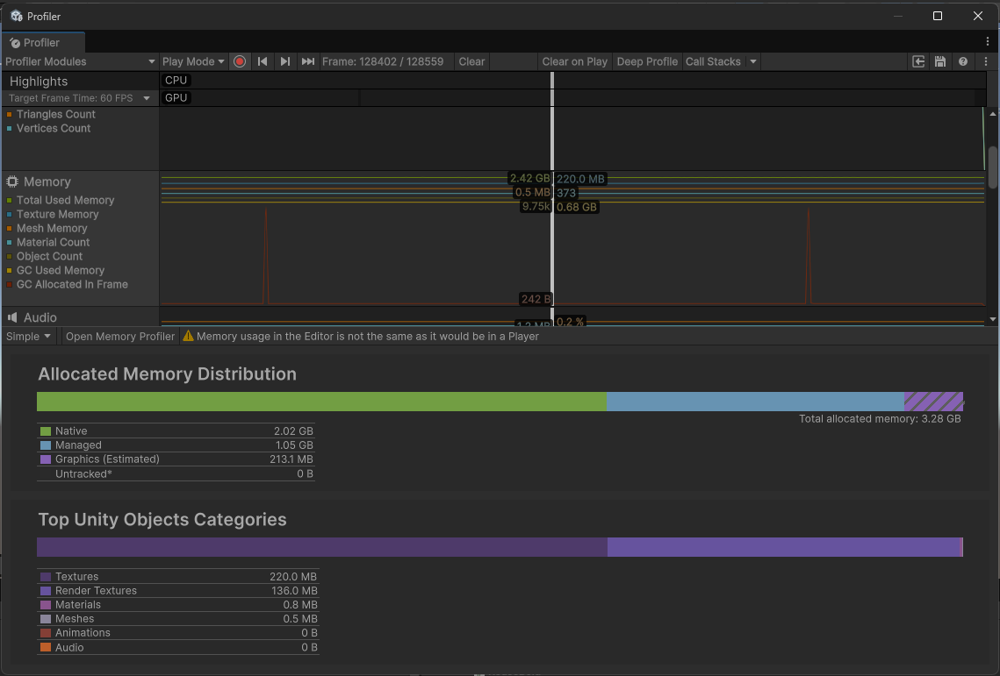 Profiler
Profiler
Profiler Modules Play Mode Frame: 128402 / 128559 Clear Clear on Play Deep Profile Call Stacks
Highlights CPU
Target Frame Time: 60 FPS GPU
Triangles Count
Vertices Count
Memory 2.42 GB 220.0 MB
Total Used Memory 0.5 MB 373
Texture Memory 9.75k 0.68 GB
Mesh Memory
Material Count
Object Count
GC Used Memory
GC Allocated In Frame
242 B
Audio 1.2 MB 0.2 %
Simple Open Memory Profiler Memory usage in the Editor is not the same as it would be in a Player
Allocated Memory Distribution
Total allocated memory: 3.28 GB
Native 2.02 GB
Managed 1.05 GB
Graphics (Estimated) 213.1 MB
Untracked* 0 B
Top Unity Objects Categories
Textures 220.0 MB
Render Textures 136.0 MB
Materials 0.8 MB
Meshes 0.5 MB
Animations 0 B
Audio 0 B